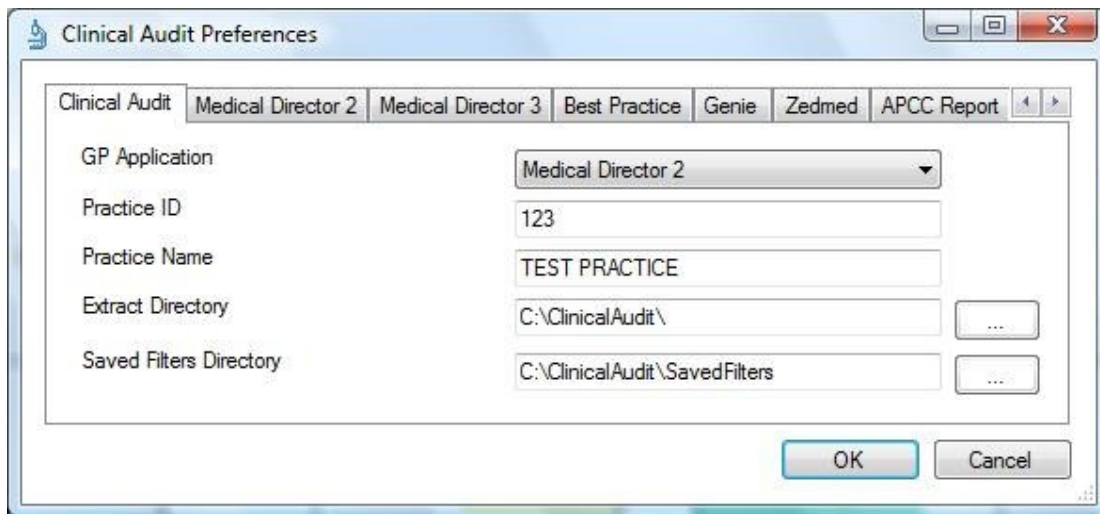 Clinical Audit Preferences
Clinical Audit Medical Director 2 Medical Director 3 Best Practice Genie Zedmed APCC Report
GP Application Medical Director 2
Practice ID 123
Practice Name TEST PRACTICE
Extract Directory C:\ClinicalAudit\ ...
Saved Filters Directory C:\ClinicalAudit\SavedFilters ...
OK Cancel